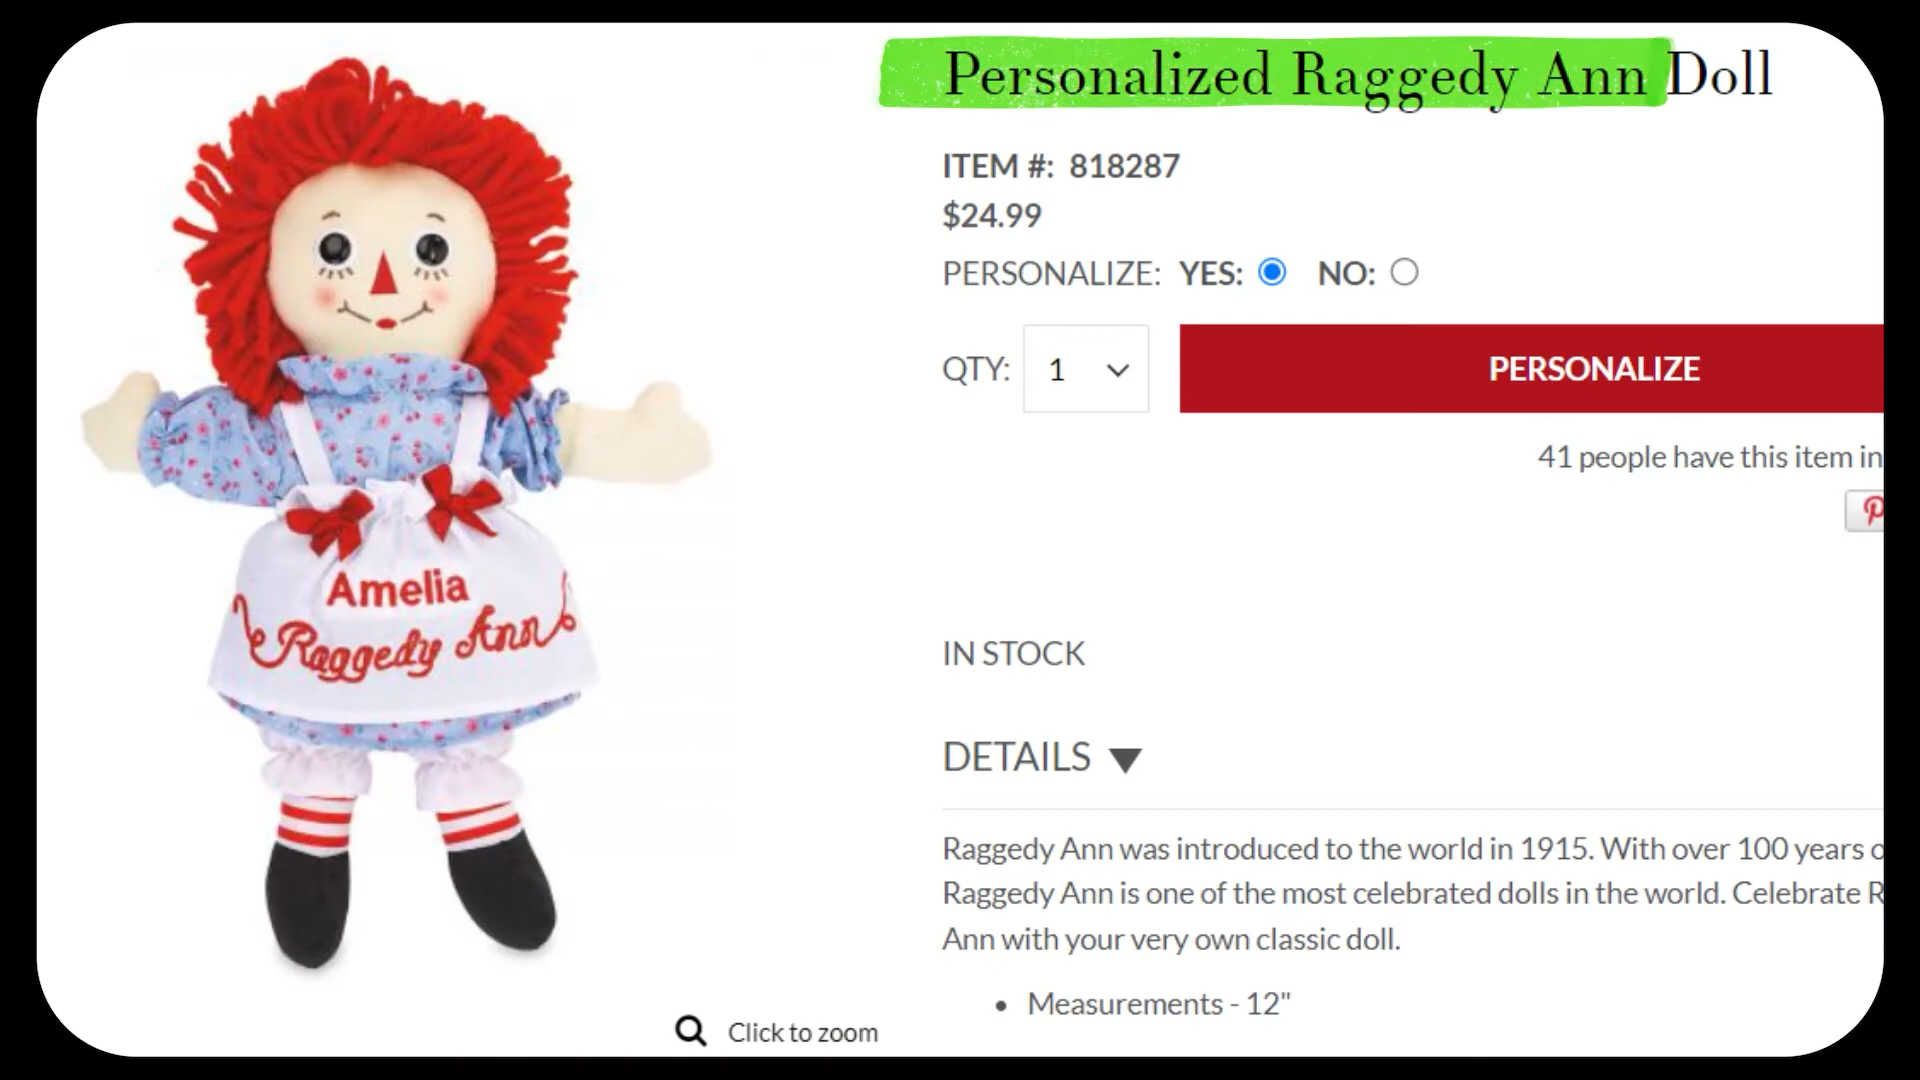 Personalized Raggedy Ann Doll
ITEM #: 818287
$24.99
PERSONALIZE: YES: NO:
QTY: 1 PERSONALIZE
41 people have this item in
IN STOCK
DETAILS
Raggedy Ann was introduced to the world in 1915. With over 100 years o
Raggedy Ann is one of the most celebrated dolls in the world. Celebrate R
Ann with your very own classic doll.
• Measurements - 12"
Amelia
Raggedy Ann
Click to zoom